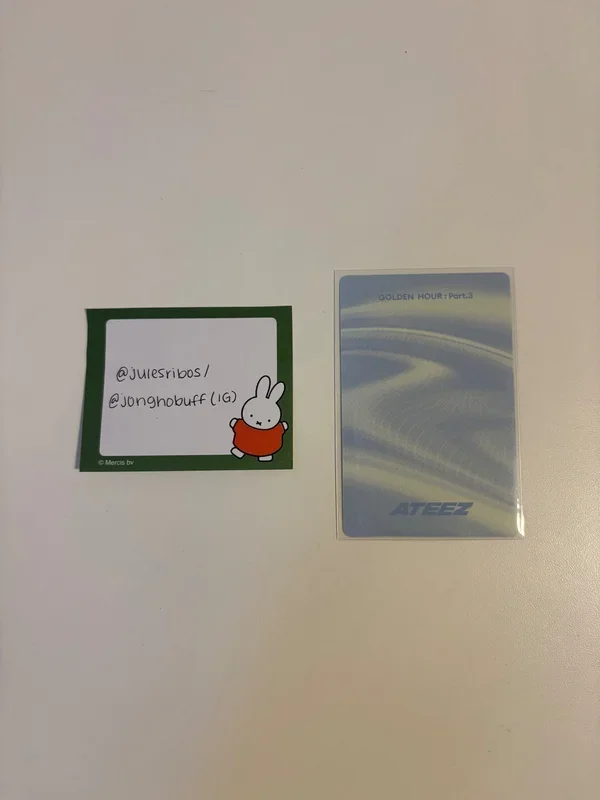 @julesribos/
@jonghobuff (IG)
© Mercis bv
GOLDEN HOUR : Part.3
ATEEZ